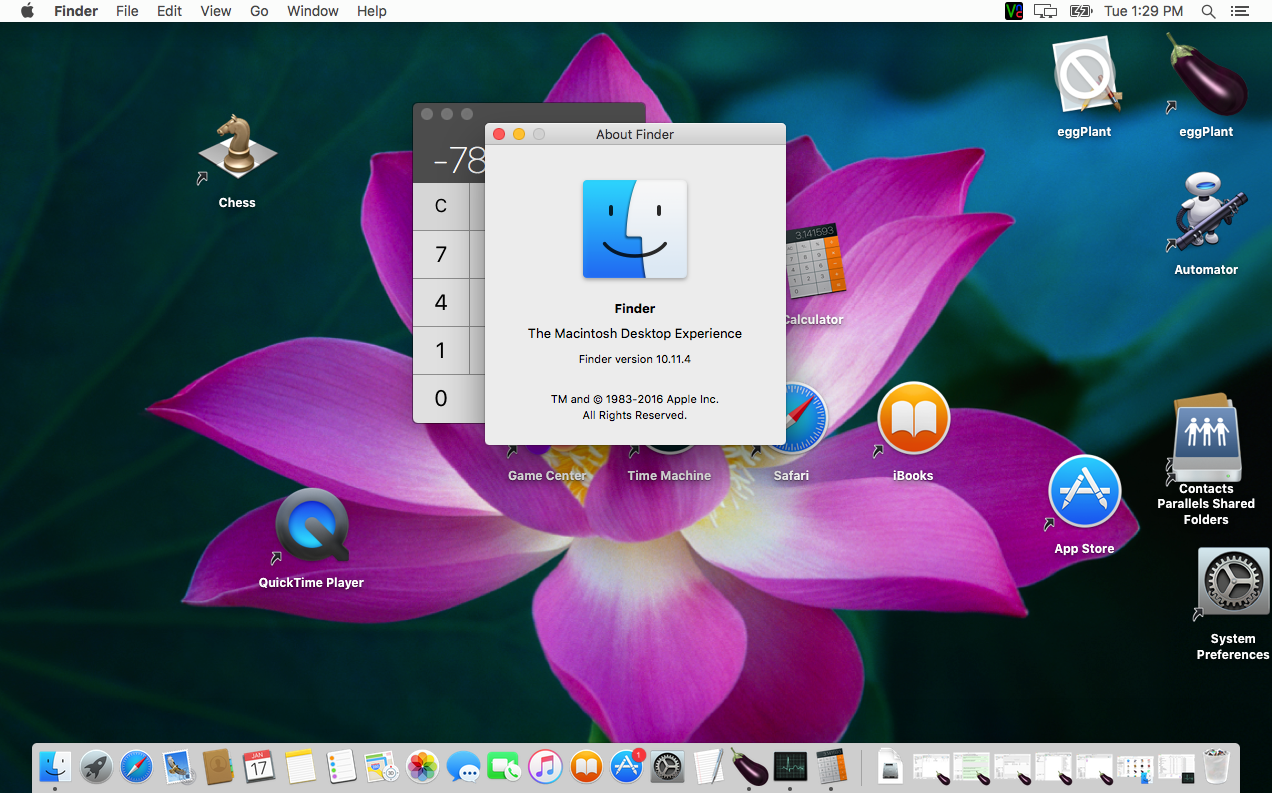 Finder File Edit View Go Window Help
Tue 1:29 PM
eggPlant
eggPlant
Chess
-78
About Finder
C
7
4
1
0
Automator
3.141593
Calculator
Finder
The Macintosh Desktop Experience
Finder version 10.11.4
TM and © 1983-2016 Apple Inc.
All Rights Reserved.
Game Center
Time Machine
Safari
iBooks
Contacts
Parallels Shared
Folders
App Store
QuickTime Player
System
Preferences
JAN
17
1